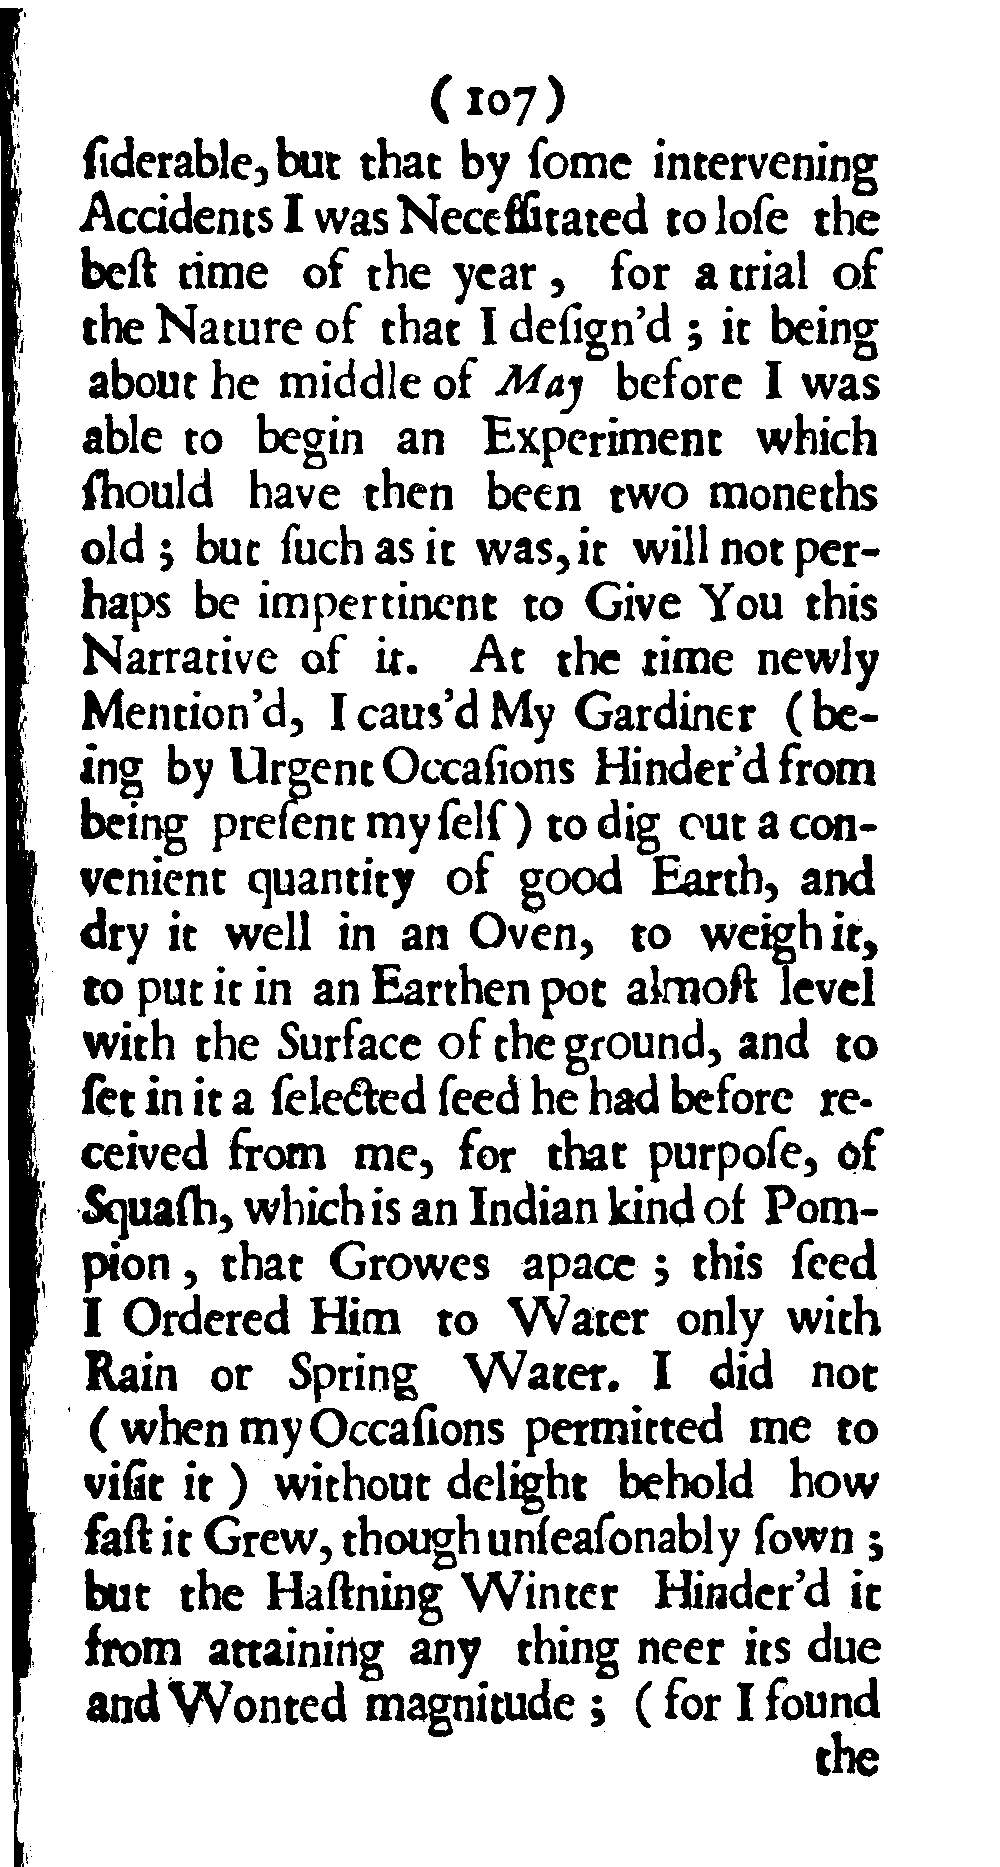 (107)
ſiderable, but that by ſome intervening
Accidents I was Neceſſitated to loſe the
beſt time of the year, for a trial of
the Nature of that I deſign'd; it being
about he middle of May before I was
able to begin an Experiment which
ſhould have then been two moneths
old; but ſuch as it was, it will not per-
haps be impertinent to Give You this
Narrative of it. At the time newly
Mention'd, I caus'd My Gardiner (be-
ing by Urgent Occaſions Hinder'd from
being preſent my ſelf) to dig out a con-
venient quantity of good Earth, and
dry it well in an Oven, to weigh it,
to put it in an Earthen pot almoſt level
with the Surface of the ground, and to
ſet in it a ſelected ſeed he had before re-
ceived from me, for that purpoſe, of
Squaſh, which is an Indian kind of Pom-
pion, that Growes apace; this ſeed
I Ordered Him to Water only with
Rain or Spring Water. I did not
(when my Occaſions permitted me to
viſit it) without delight behold how
faſt it Grew, though unſeaſonably ſown;
but the Haſtning Winter Hinder'd it
from attaining any thing neer its due
and Wonted magnitude; (for I found
the